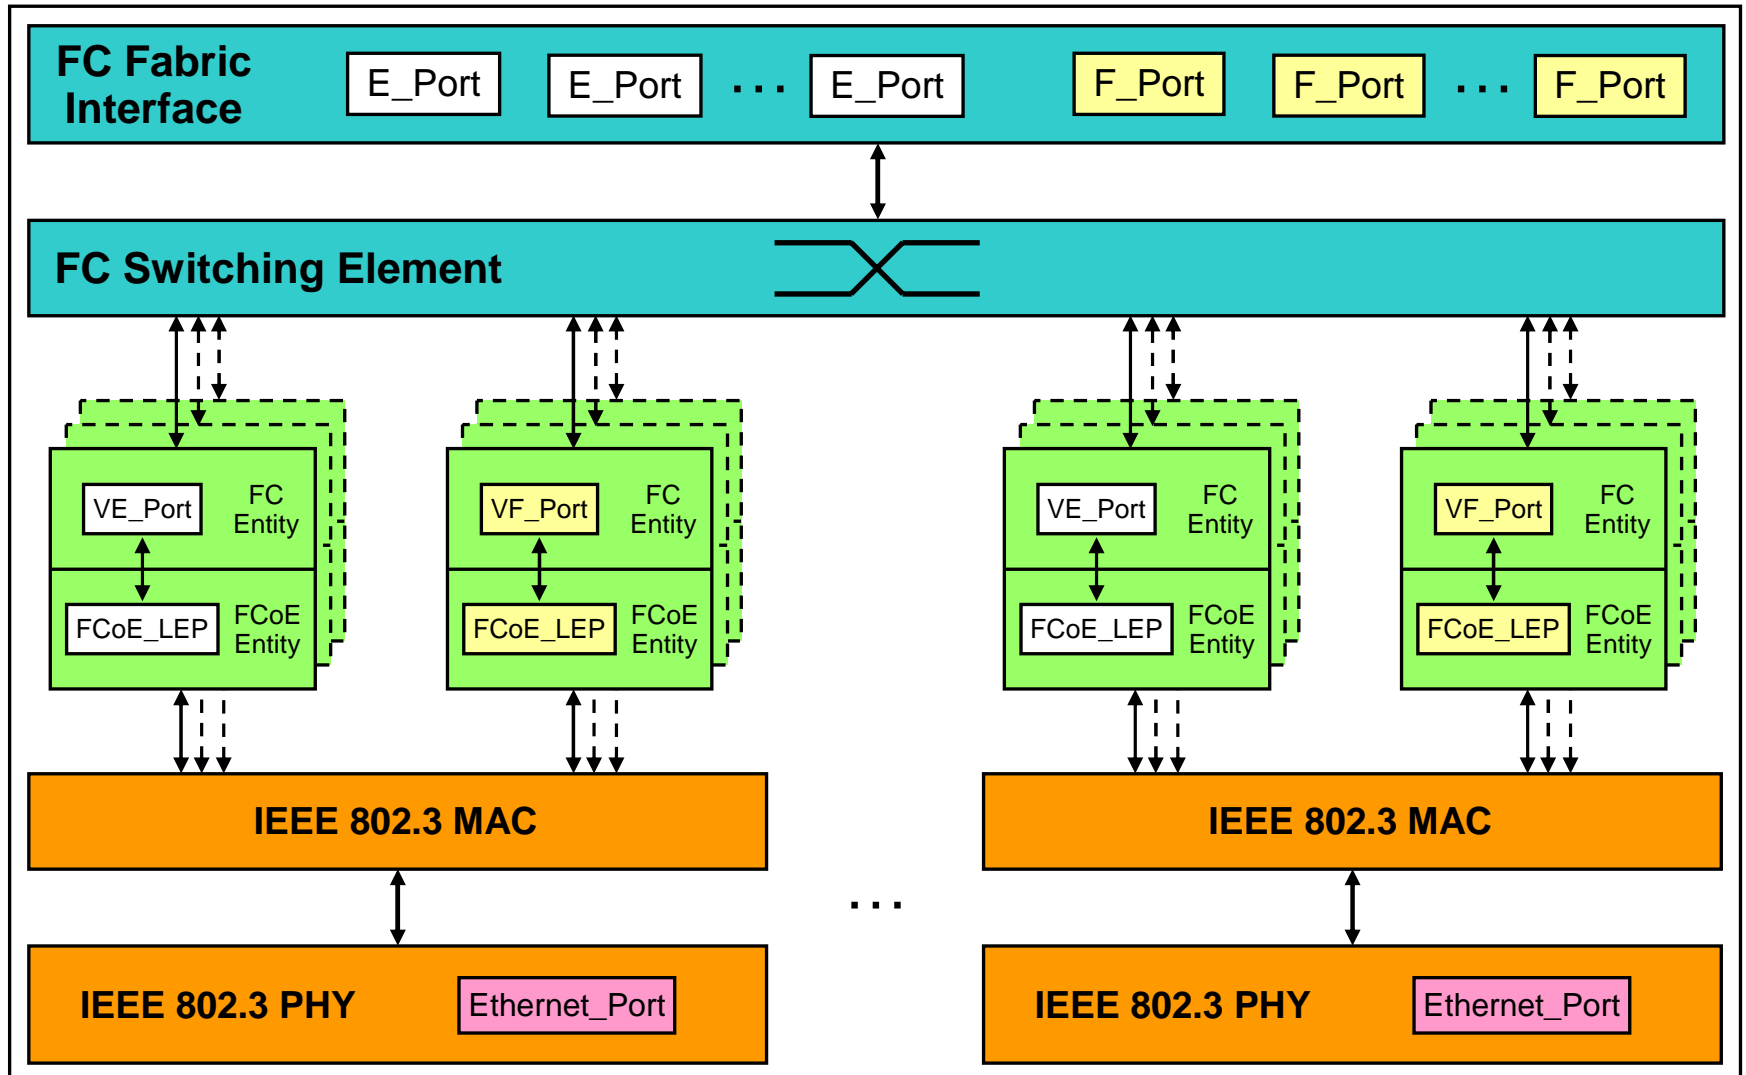 FC Fabric
Interface
E_Port
E_Port
...
E_Port
F_Port
F_Port
...
F_Port
FC Switching Element
VE_Port
FC
Entity
FCoE_LEP
FCoE
Entity
VF_Port
FC
Entity
FCoE_LEP
FCoE
Entity
VE_Port
FC
Entity
FCoE_LEP
FCoE
Entity
VF_Port
FC
Entity
FCoE_LEP
FCoE
Entity
IEEE 802.3 MAC
IEEE 802.3 MAC
...
IEEE 802.3 PHY
Ethernet_Port
IEEE 802.3 PHY
Ethernet_Port